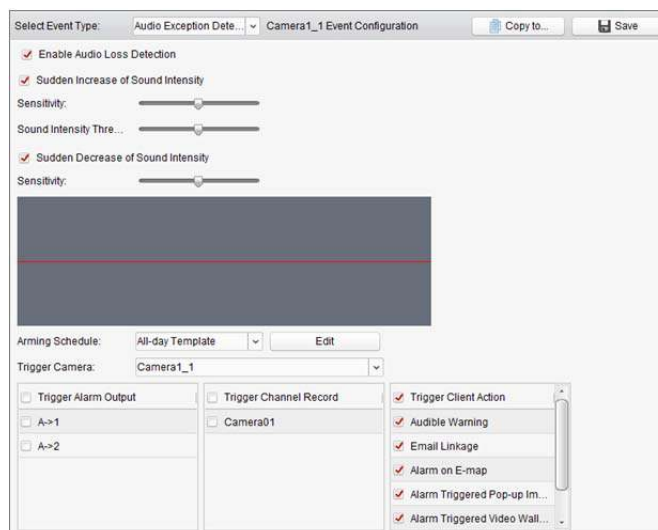 Select Event Type: Audio Exception Dete... Camera1_1 Event Configuration Copy to... Save
Enable Audio Loss Detection
Sudden Increase of Sound Intensity
Sensitivity:
Sound Intensity Thre...
Sudden Decrease of Sound Intensity
Sensitivity:
Arming Schedule: All-day Template Edit
Trigger Camera: Camera1_1
Trigger Alarm Output Trigger Channel Record Trigger Client Action
A->1 Camera01 Audible Warning
A->2 Email Linkage
Alarm on E-map
Alarm Triggered Pop-up Im...
Alarm Triggered Video Wall...